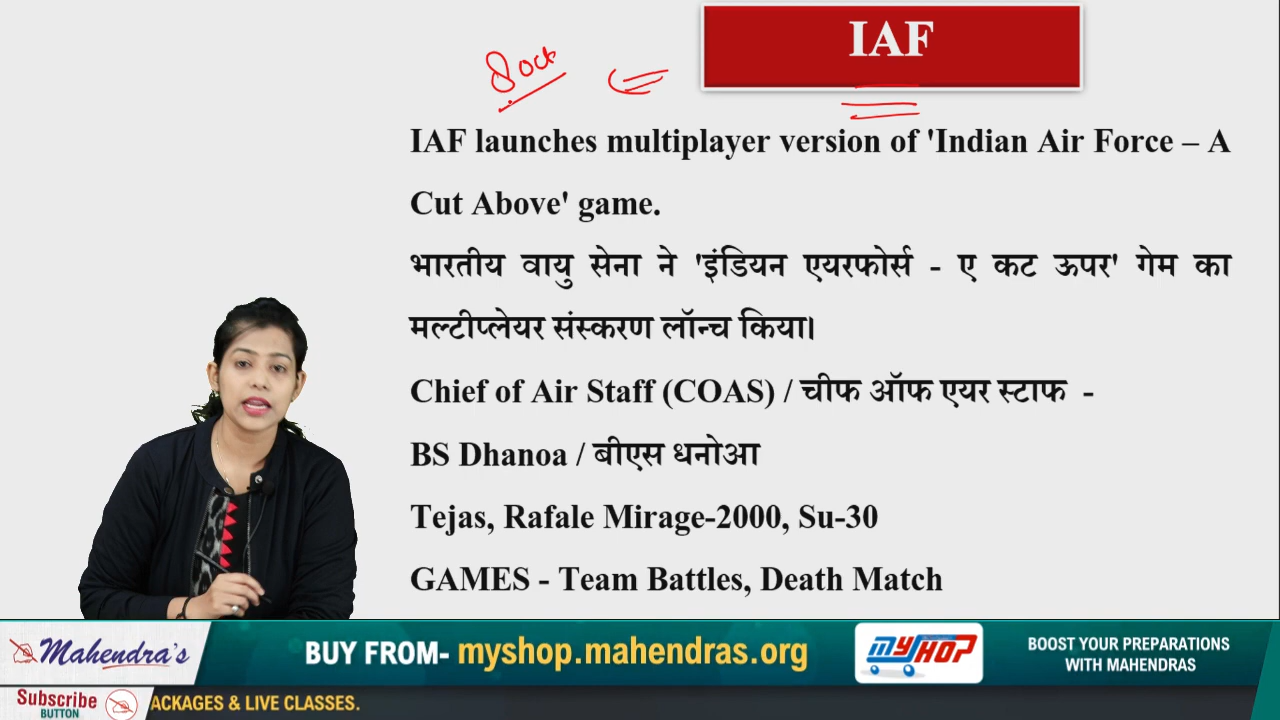 IAF
8 oct
IAF launches multiplayer version of 'Indian Air Force – A
Cut Above' game.
भारतीय वायु सेना ने 'इंडियन एयरफोर्स - ए कट ऊपर' गेम का
मल्टीप्लेयर संस्करण लॉन्च किया।
Chief of Air Staff (COAS) / चीफ ऑफ एयर स्टाफ -
BS Dhanoa / बीएस धनोआ
Tejas, Rafale Mirage-2000, Su-30
GAMES - Team Battles, Death Match
Mahendra's
BUY FROM- myshop.mahendras.org
MYSHOP
BOOST YOUR PREPARATIONS
WITH MAHENDRAS
Subscribe
BUTTON
ACKAGES & LIVE CLASSES.